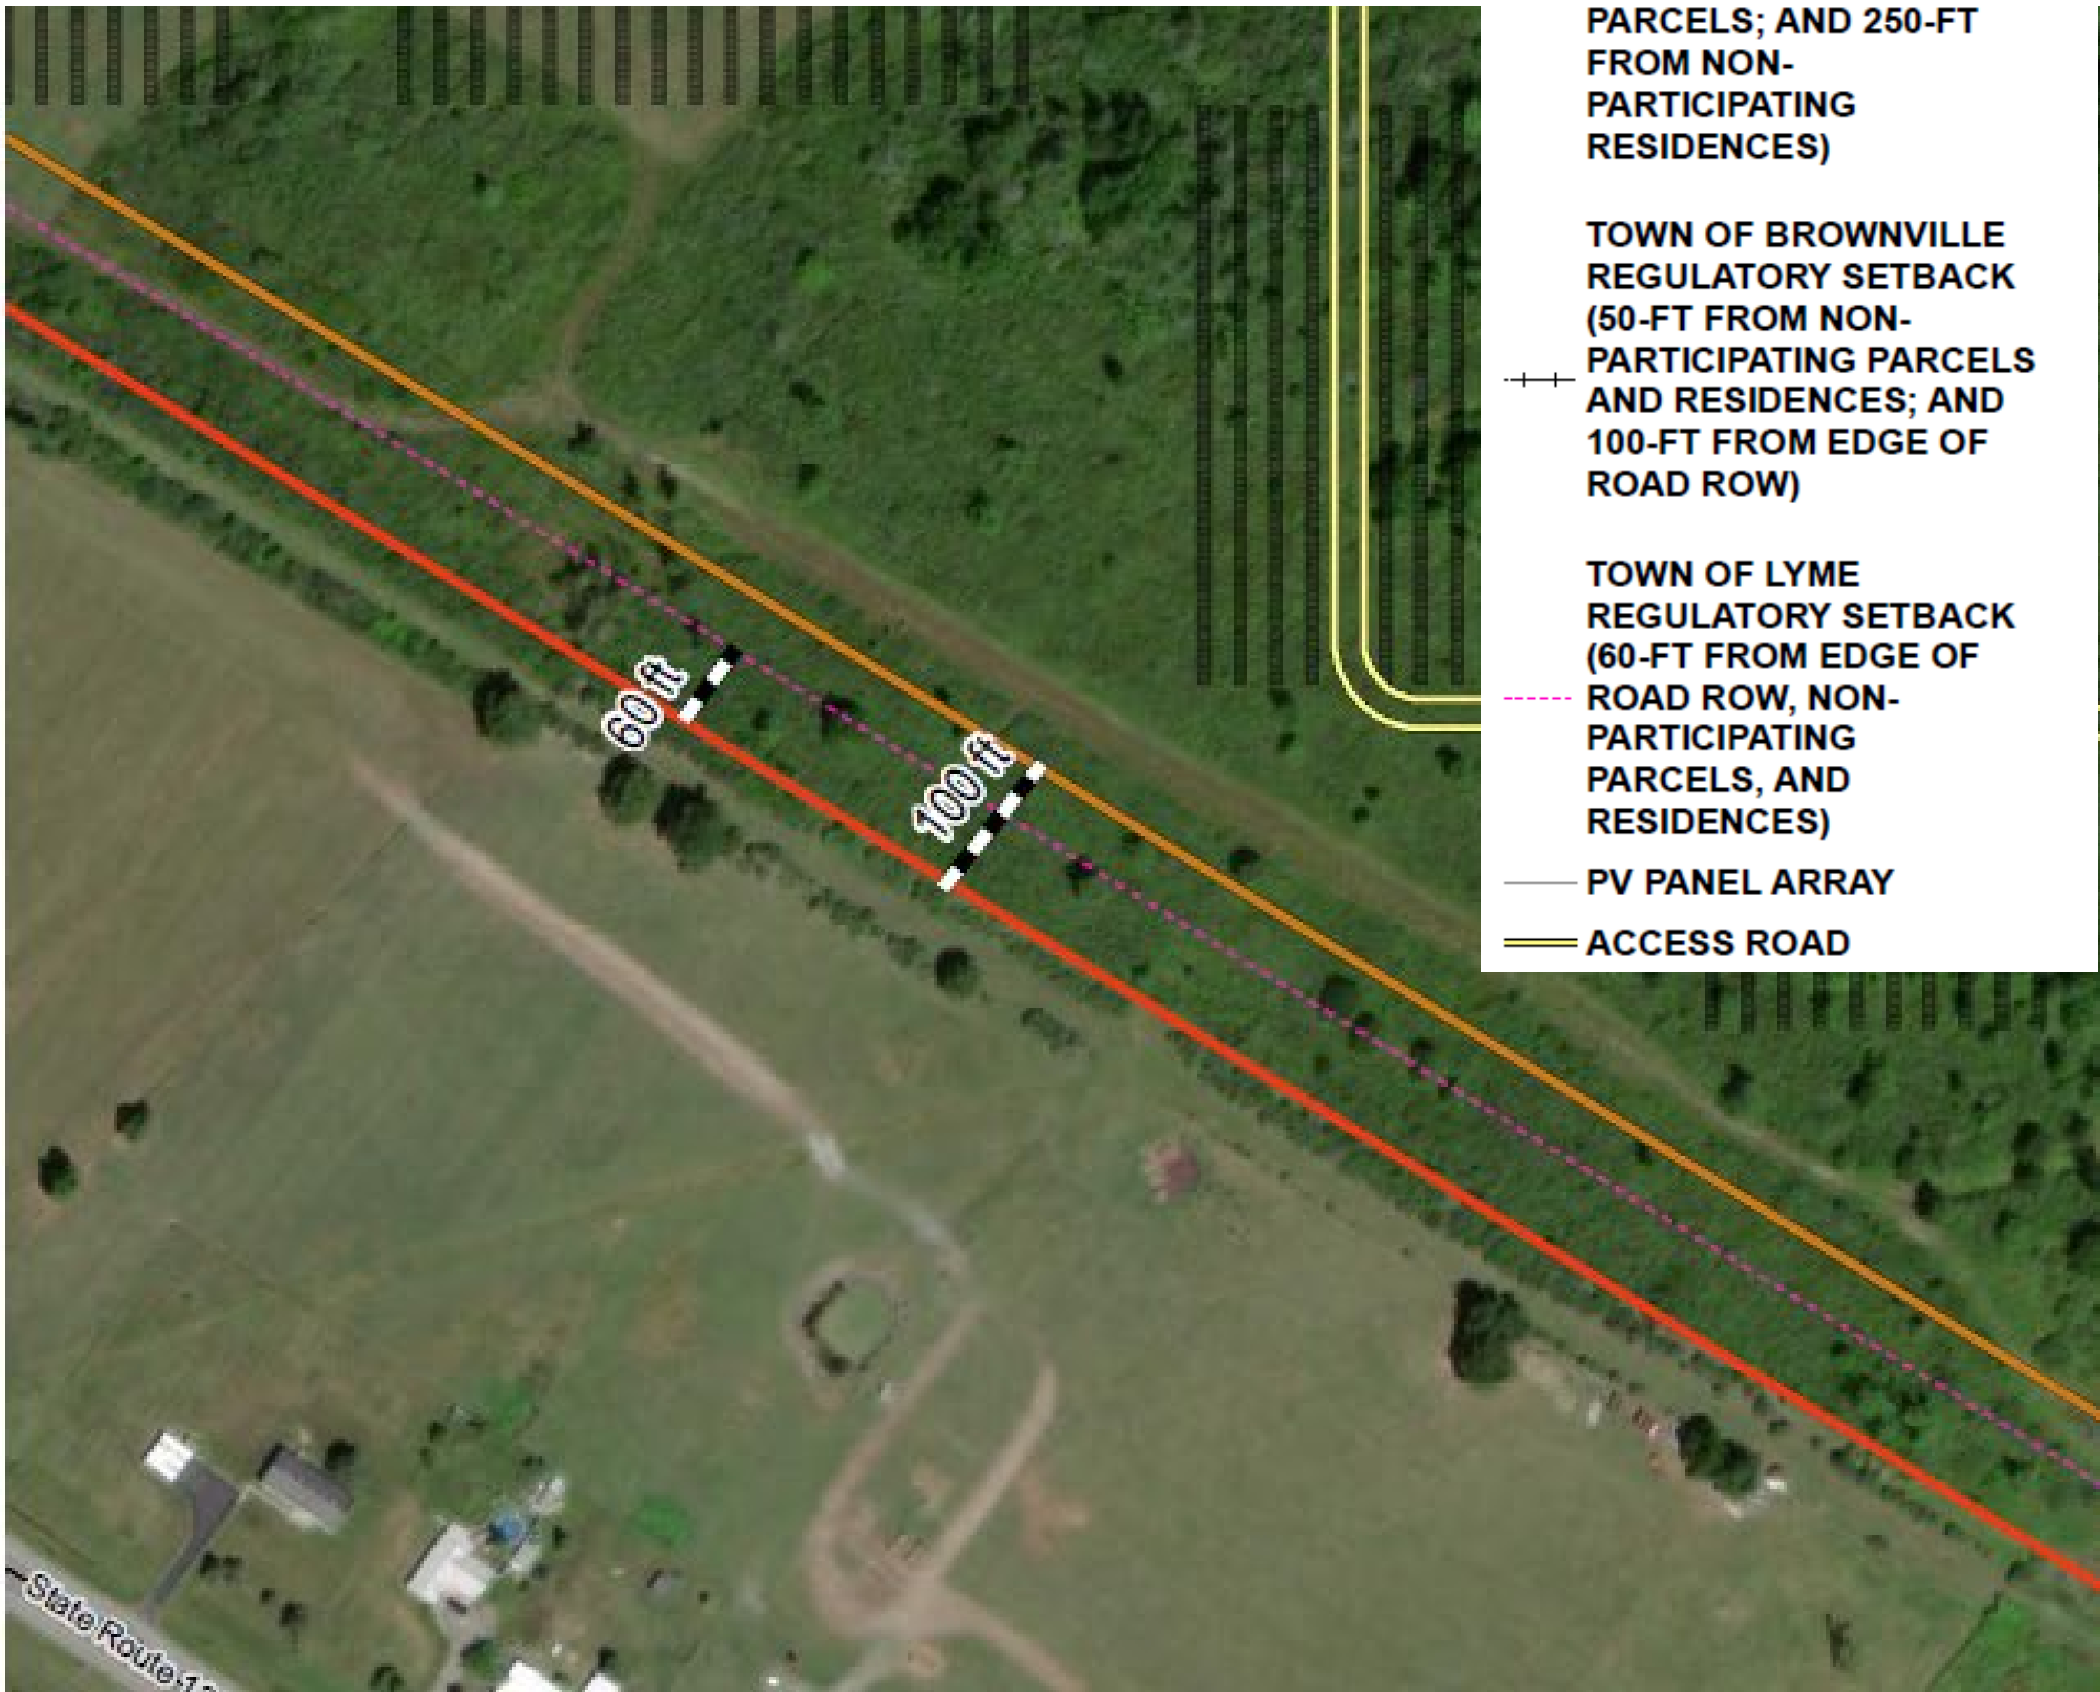 PARCELS; AND 250-FT
FROM NON-
PARTICIPATING
RESIDENCES)
TOWN OF BROWNVILLE
REGULATORY SETBACK
(50-FT FROM NON-
PARTICIPATING PARCELS
AND RESIDENCES; AND
100-FT FROM EDGE OF
ROAD ROW)
TOWN OF LYME
REGULATORY SETBACK
(60-FT FROM EDGE OF
ROAD ROW, NON-
PARTICIPATING
PARCELS, AND
RESIDENCES)
PV PANEL ARRAY
ACCESS ROAD
60 ft
100 ft
State Route